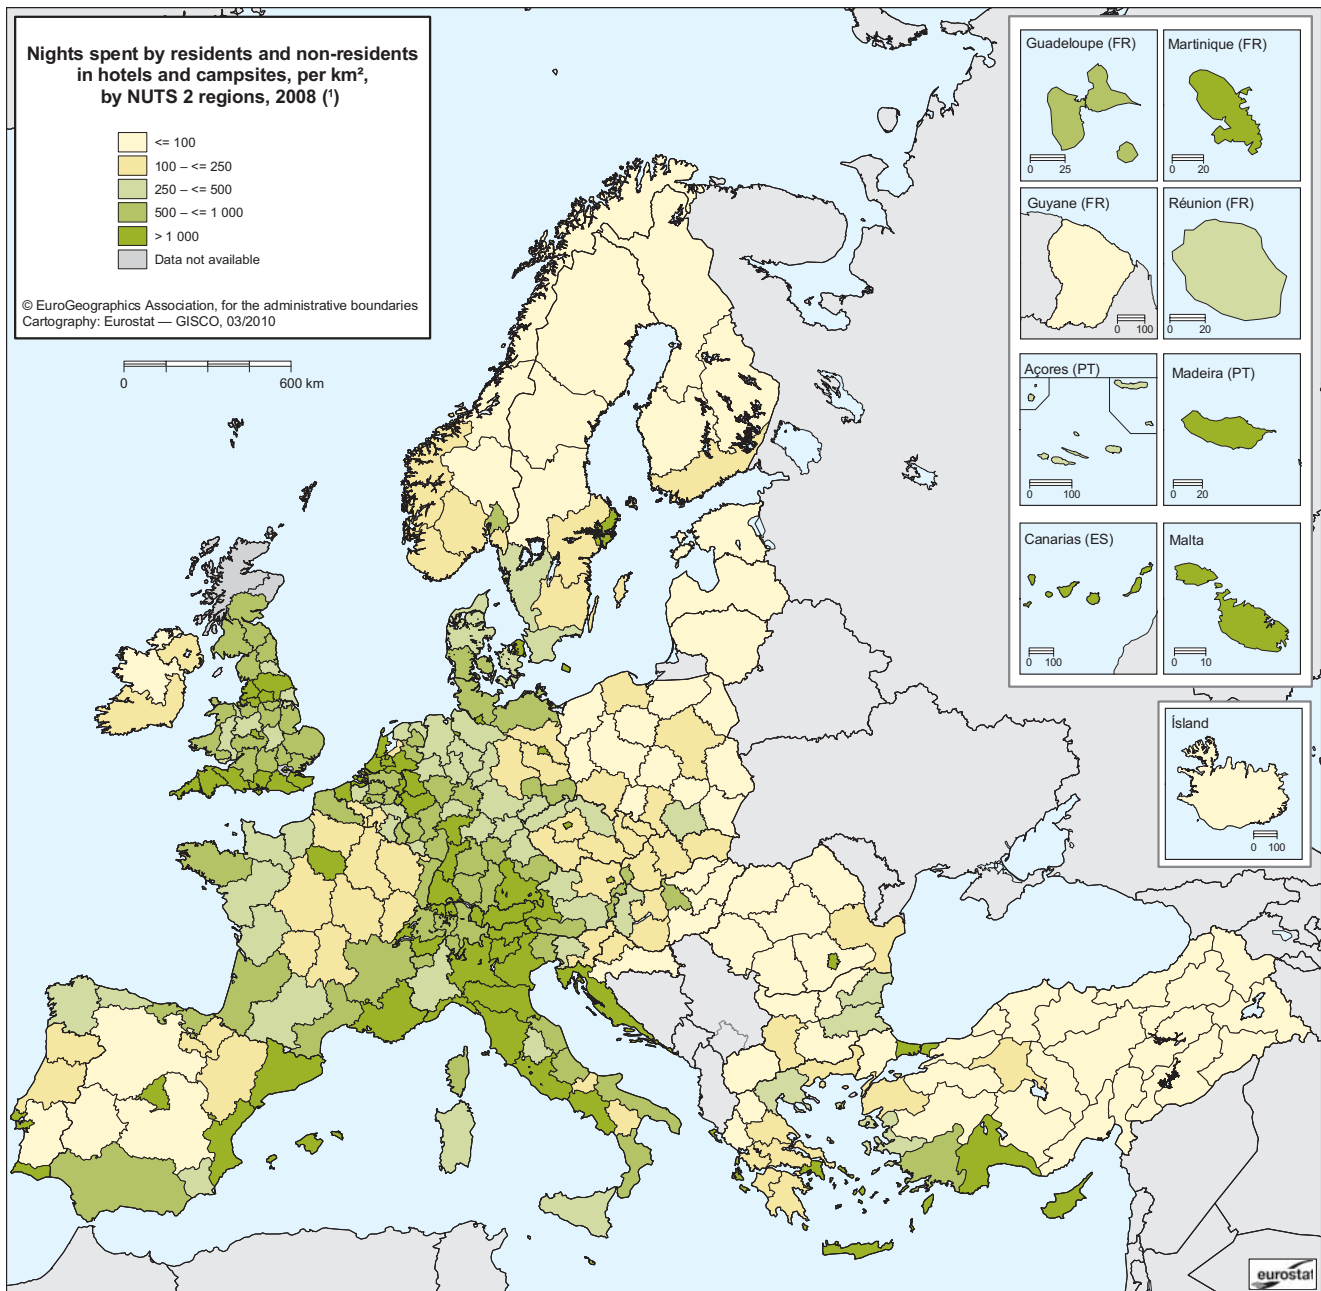 Nights spent by residents and non-residents
in hotels and campsites, per km²,
by NUTS 2 regions, 2008 (¹)
<= 100
100 – <= 250
250 – <= 500
500 – <= 1 000
> 1 000
Data not available
© EuroGeographics Association, for the administrative boundaries
Cartography: Eurostat — GISCO, 03/2010
0 600 km
Guadeloupe (FR)
0 25
Martinique (FR)
0 20
Guyane (FR)
0 100
Réunion (FR)
0 20
Açores (PT)
0 100
Madeira (PT)
0 20
Canarias (ES)
0 100
Malta
0 10
Ísland
0 100
eurostat